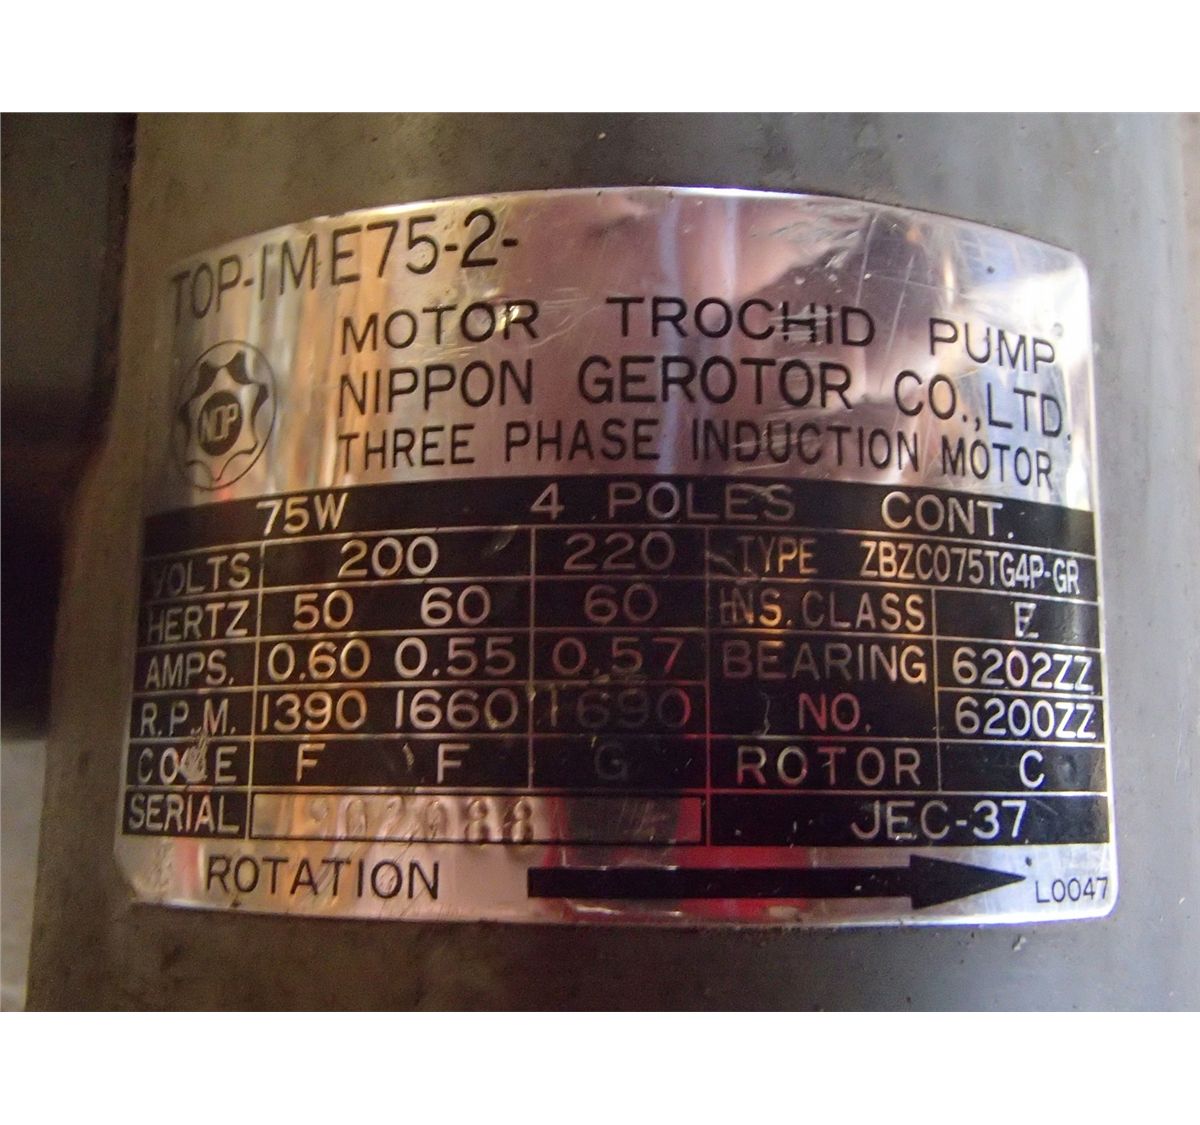 TOP-1ME75-2-
MOTOR TROCHID PUMP
NOP
NIPPON GEROTOR CO.,LTD.
THREE PHASE INDUCTION MOTOR
75W 4 POLES CONT.
VOLTS 200 220 TYPE ZBZC075TG4P-GR
HERTZ 50 60 60 INS.CLASS E
AMPS. 0.60 0.55 0.57 BEARING 6202ZZ
R.P.M. 1390 1660 1690 NO. 6200ZZ
CODE F F G ROTOR C
SERIAL JEC-37
ROTATION L0047